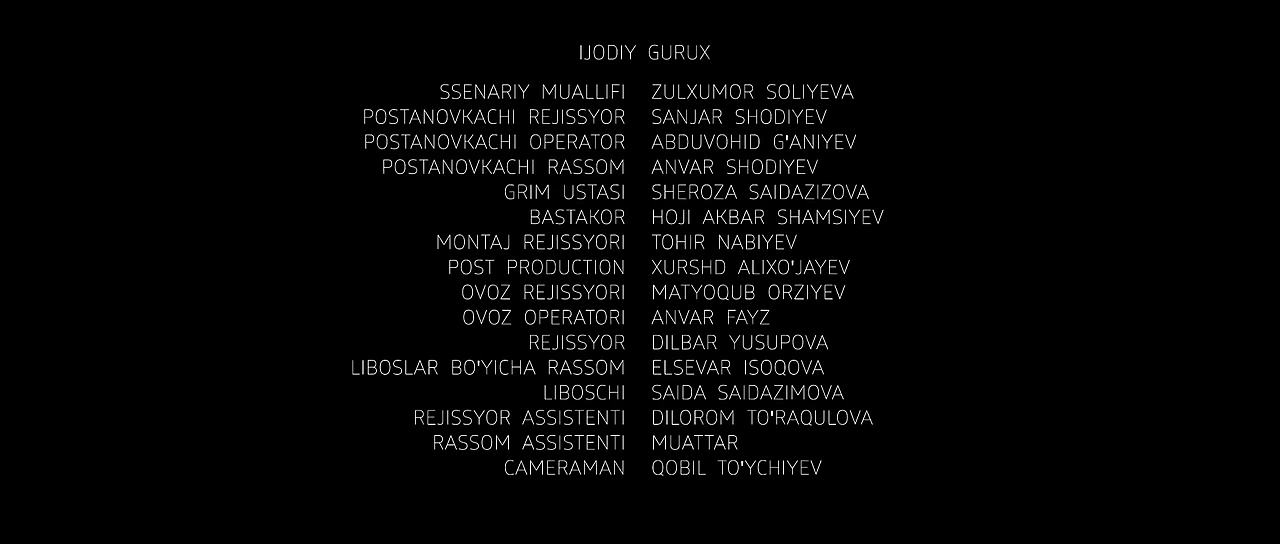 IJODIY GURUX
SSENARIY MUALLIFI ZULXUMOR SOLIYEVA
POSTANOVKACHI REJISSYOR SANJAR SHODIYEV
POSTANOVKACHI OPERATOR ABDUVOHID G'ANIYEV
POSTANOVKACHI RASSOM ANVAR SHODIYEV
GRIM USTASI SHEROZA SAIDAZIZOVA
BASTAKOR HOJI AKBAR SHAMSIYEV
MONTAJ REJISSYORI TOHIR NABIYEV
POST PRODUCTION XURSHD ALIXO'JAYEV
OVOZ REJISSYORI MATYOQUB ORZIYEV
OVOZ OPERATORI ANVAR FAYZ
REJISSYOR DILBAR YUSUPOVA
LIBOSLAR BO'YICHA RASSOM ELSEVAR ISOQOVA
LIBOSCHI SAIDA SAIDAZIMOVA
REJISSYOR ASSISTENTI DILOROM TO'RAQULOVA
RASSOM ASSISTENTI MUATTAR
CAMERAMAN QOBIL TO'YCHIYEV